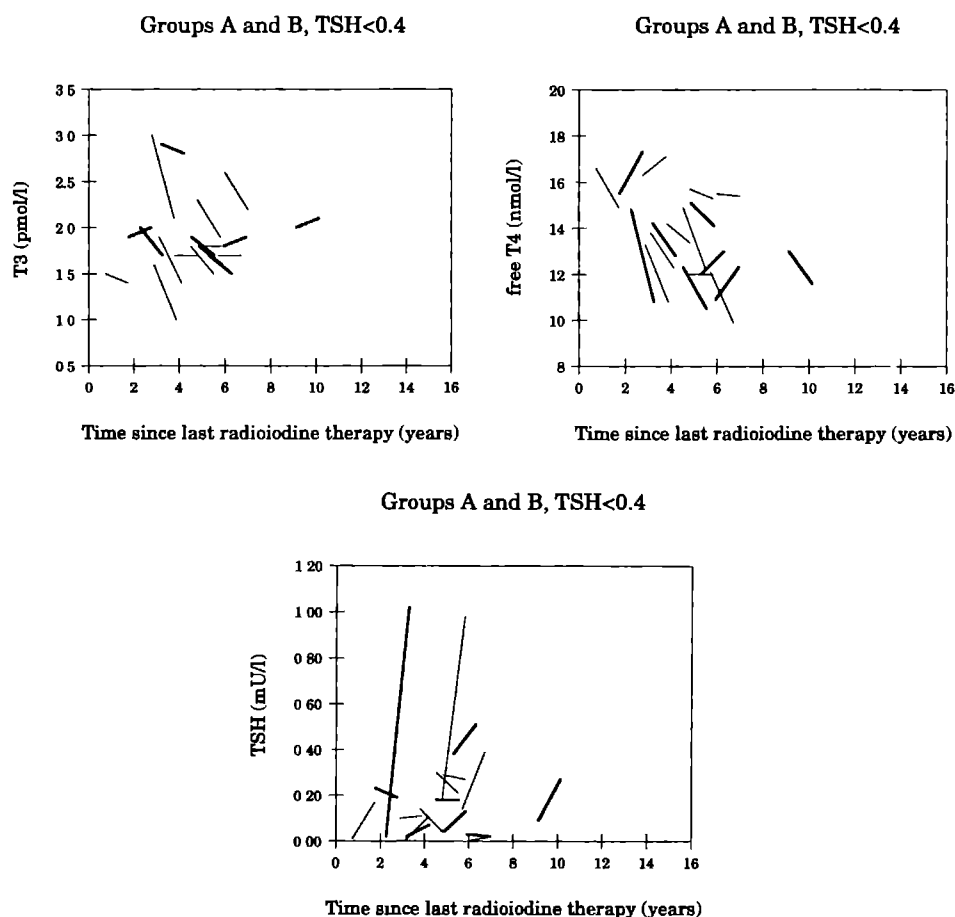 Groups A and B, TSH<0.4
T3 (pmol/l)
3 5
3 0
2.5
2.0
1.5
1 0
0 5
0 2 4 6 8 10 12 14 16
Time since last radioiodine therapy (years)
Groups A and B, TSH<0.4
free T4 (nmol/l)
20
18
16
14
12
10
8
0 2 4 6 8 10 12 14 16
Time since last radioiodine therapy (years)
Groups A and B, TSH<0.4
TSH (mU/l)
1 20
1 00
0 80
0 60
0 40
0 20
0 00
0 2 4 6 8 10 12 14 16
Time since last radioiodine therapy (years)